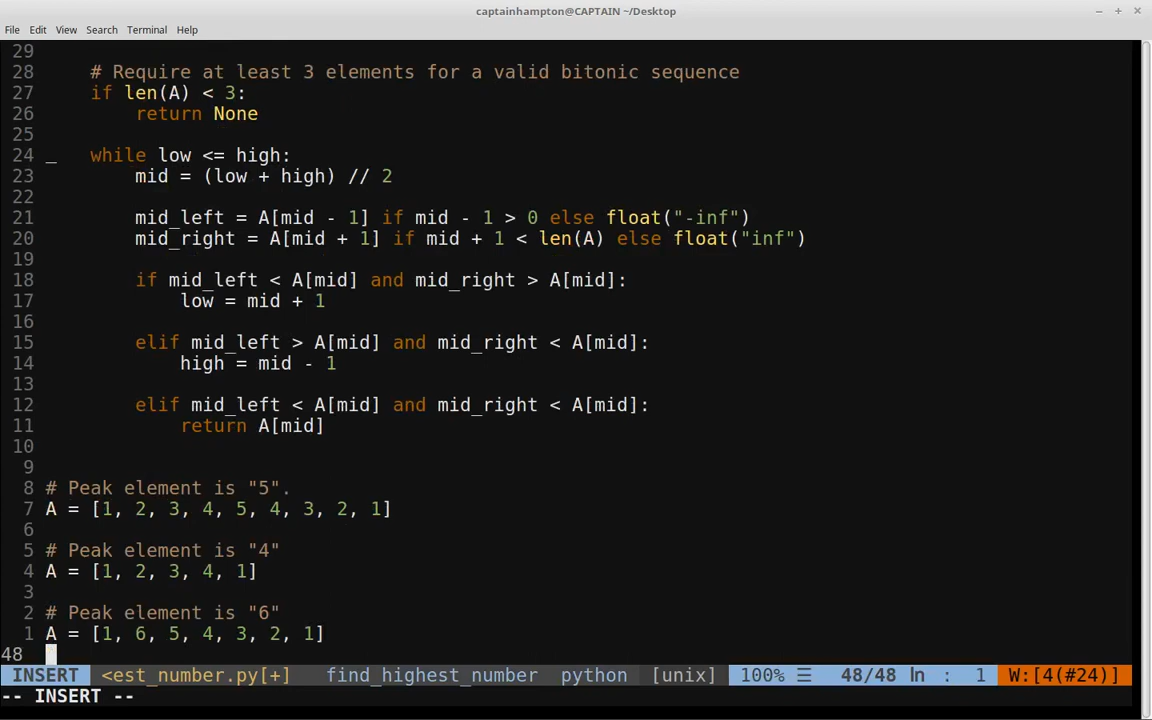 captainhampton@CAPTAIN ~/Desktop
File Edit View Search Terminal Help
29
28     # Require at least 3 elements for a valid bitonic sequence
27     if len(A) < 3:
26         return None
25
24 _   while low <= high:
23         mid = (low + high) // 2
22
21         mid_left = A[mid - 1] if mid - 1 > 0 else float("-inf")
20         mid_right = A[mid + 1] if mid + 1 < len(A) else float("inf")
19
18         if mid_left < A[mid] and mid_right > A[mid]:
17             low = mid + 1
16
15         elif mid_left > A[mid] and mid_right < A[mid]:
14             high = mid - 1
13
12         elif mid_left < A[mid] and mid_right < A[mid]:
11             return A[mid]
10
9
8 # Peak element is "5".
7 A = [1, 2, 3, 4, 5, 4, 3, 2, 1]
6
5 # Peak element is "4"
4 A = [1, 2, 3, 4, 1]
3
2 # Peak element is "6"
1 A = [1, 6, 5, 4, 3, 2, 1]
48
INSERT <est_number.py[+] find_highest_number python [unix] 100% ☰ 48/48 ln : 1 W:[4(#24)]
-- INSERT --